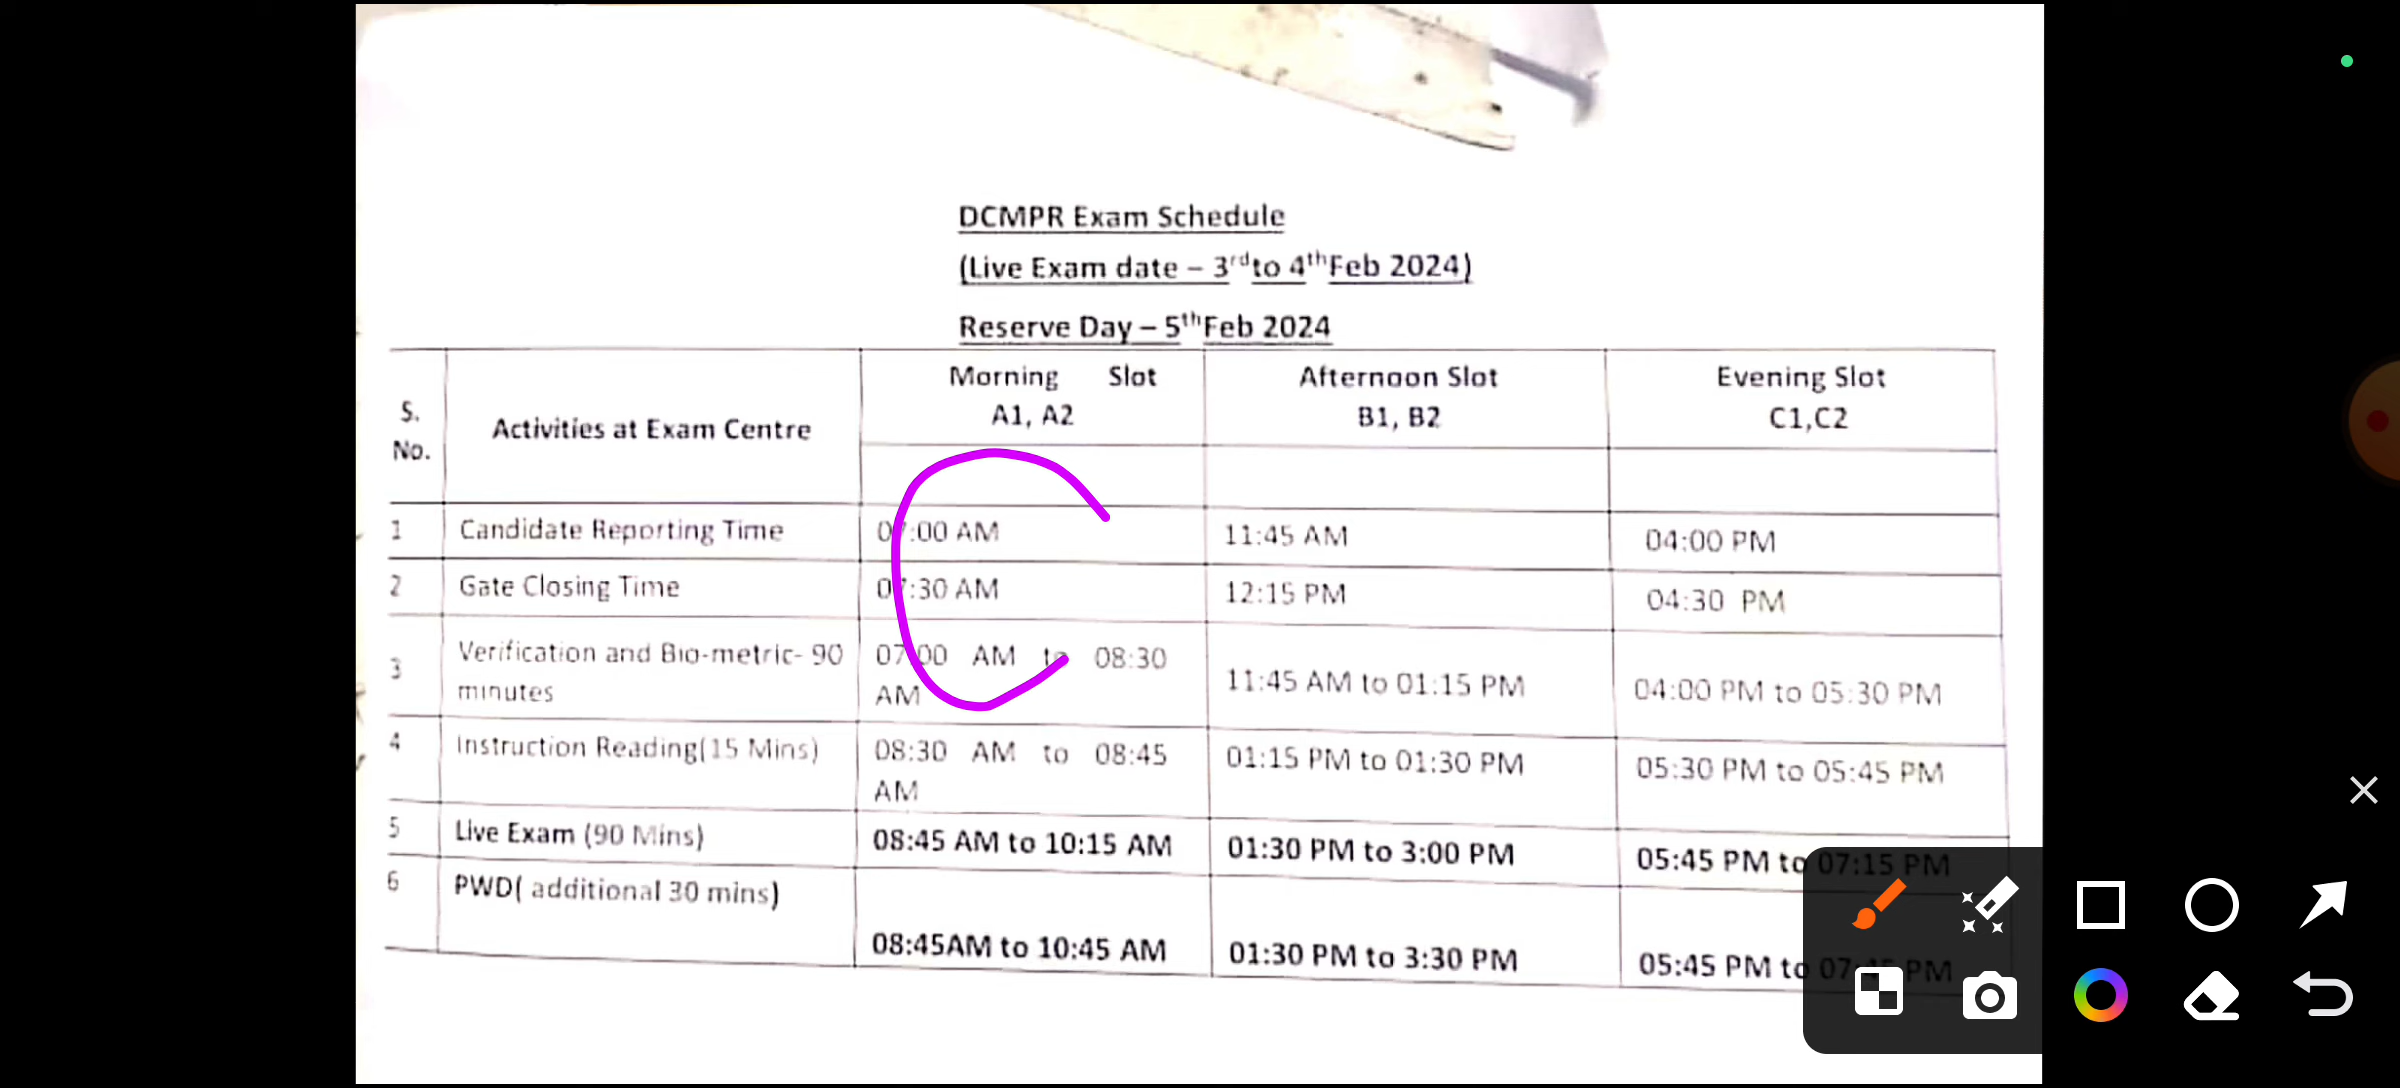 DCMPR Exam Schedule
(Live Exam date – 3rd to 4th Feb 2024)
Reserve Day – 5th Feb 2024
S. No.
Activities at Exam Centre
Morning Slot
A1, A2
Afternoon Slot
B1, B2
Evening Slot
C1,C2
1 Candidate Reporting Time 07:00 AM 11:45 AM 04:00 PM
2 Gate Closing Time 07:30 AM 12:15 PM 04:30 PM
3 Verification and Bio-metric- 90 minutes 07:00 AM to 08:30 AM 11:45 AM to 01:15 PM 04:00 PM to 05:30 PM
4 Instruction Reading(15 Mins) 08:30 AM to 08:45 AM 01:15 PM to 01:30 PM 05:30 PM to 05:45 PM
5 Live Exam (90 Mins) 08:45 AM to 10:15 AM 01:30 PM to 3:00 PM 05:45 PM to 07:15 PM
6 PWD( additional 30 mins) 08:45AM to 10:45 AM 01:30 PM to 3:30 PM 05:45 PM to 07:45 PM